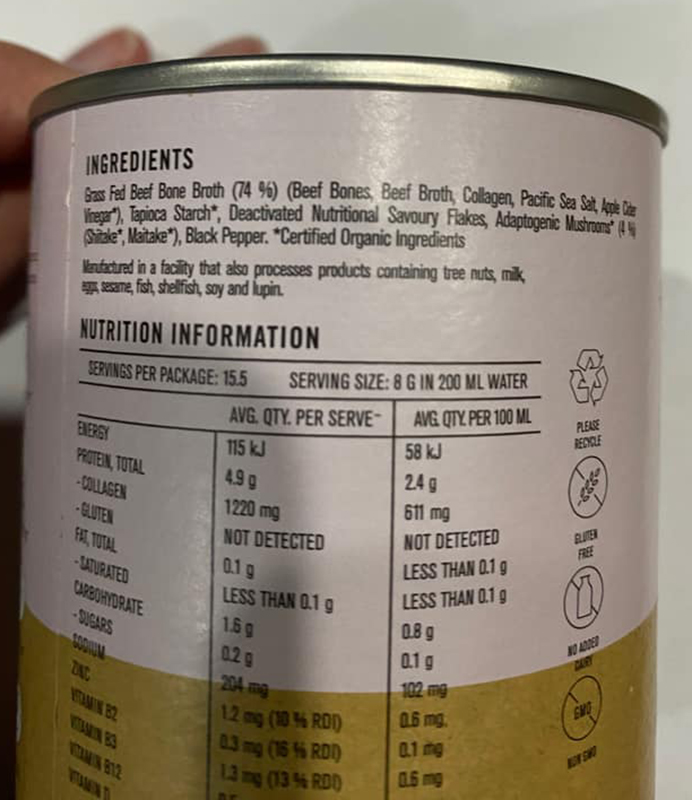 INGREDIENTS
Grass Fed Beef Bone Broth (74 %) (Beef Bones, Beef Broth, Collagen, Pacific Sea Salt, Apple Cider
Vinegar*), Tapioca Starch*, Deactivated Nutritional Savoury Flakes, Adaptogenic Mushrooms* (4 %)
(Shiitake*, Maitake*), Black Pepper. *Certified Organic Ingredients
Manufactured in a facility that also processes products containing tree nuts, milk,
eggs, sesame, fish, shellfish, soy and lupin.
NUTRITION INFORMATION
SERVINGS PER PACKAGE: 15.5 SERVING SIZE: 8 G IN 200 ML WATER
AVG. QTY. PER SERVE~ AVG. QTY. PER 100 ML
ENERGY 115 kJ 58 kJ
PROTEIN, TOTAL 4.9 g 2.4 g
- COLLAGEN 1220 mg 611 mg
- GLUTEN NOT DETECTED NOT DETECTED
FAT, TOTAL 0.1 g LESS THAN 0.1 g
- SATURATED LESS THAN 0.1 g LESS THAN 0.1 g
CARBOHYDRATE 1.6 g 0.8 g
- SUGARS 0.2 g 0.1 g
SODIUM 204 mg 102 mg
ZINC 1.2 mg (10 % RDI) 0.6 mg.
VITAMIN B2 0.3 mg (16 % RDI) 0.1 mg
VITAMIN B3 1.3 mg (13 % RDI) 0.6 mg
VITAMIN B12
VITAMIN D
PLEASE
RECYCLE
GLUTEN
FREE
NO ADDED
DAIRY
GMO
NON GMO